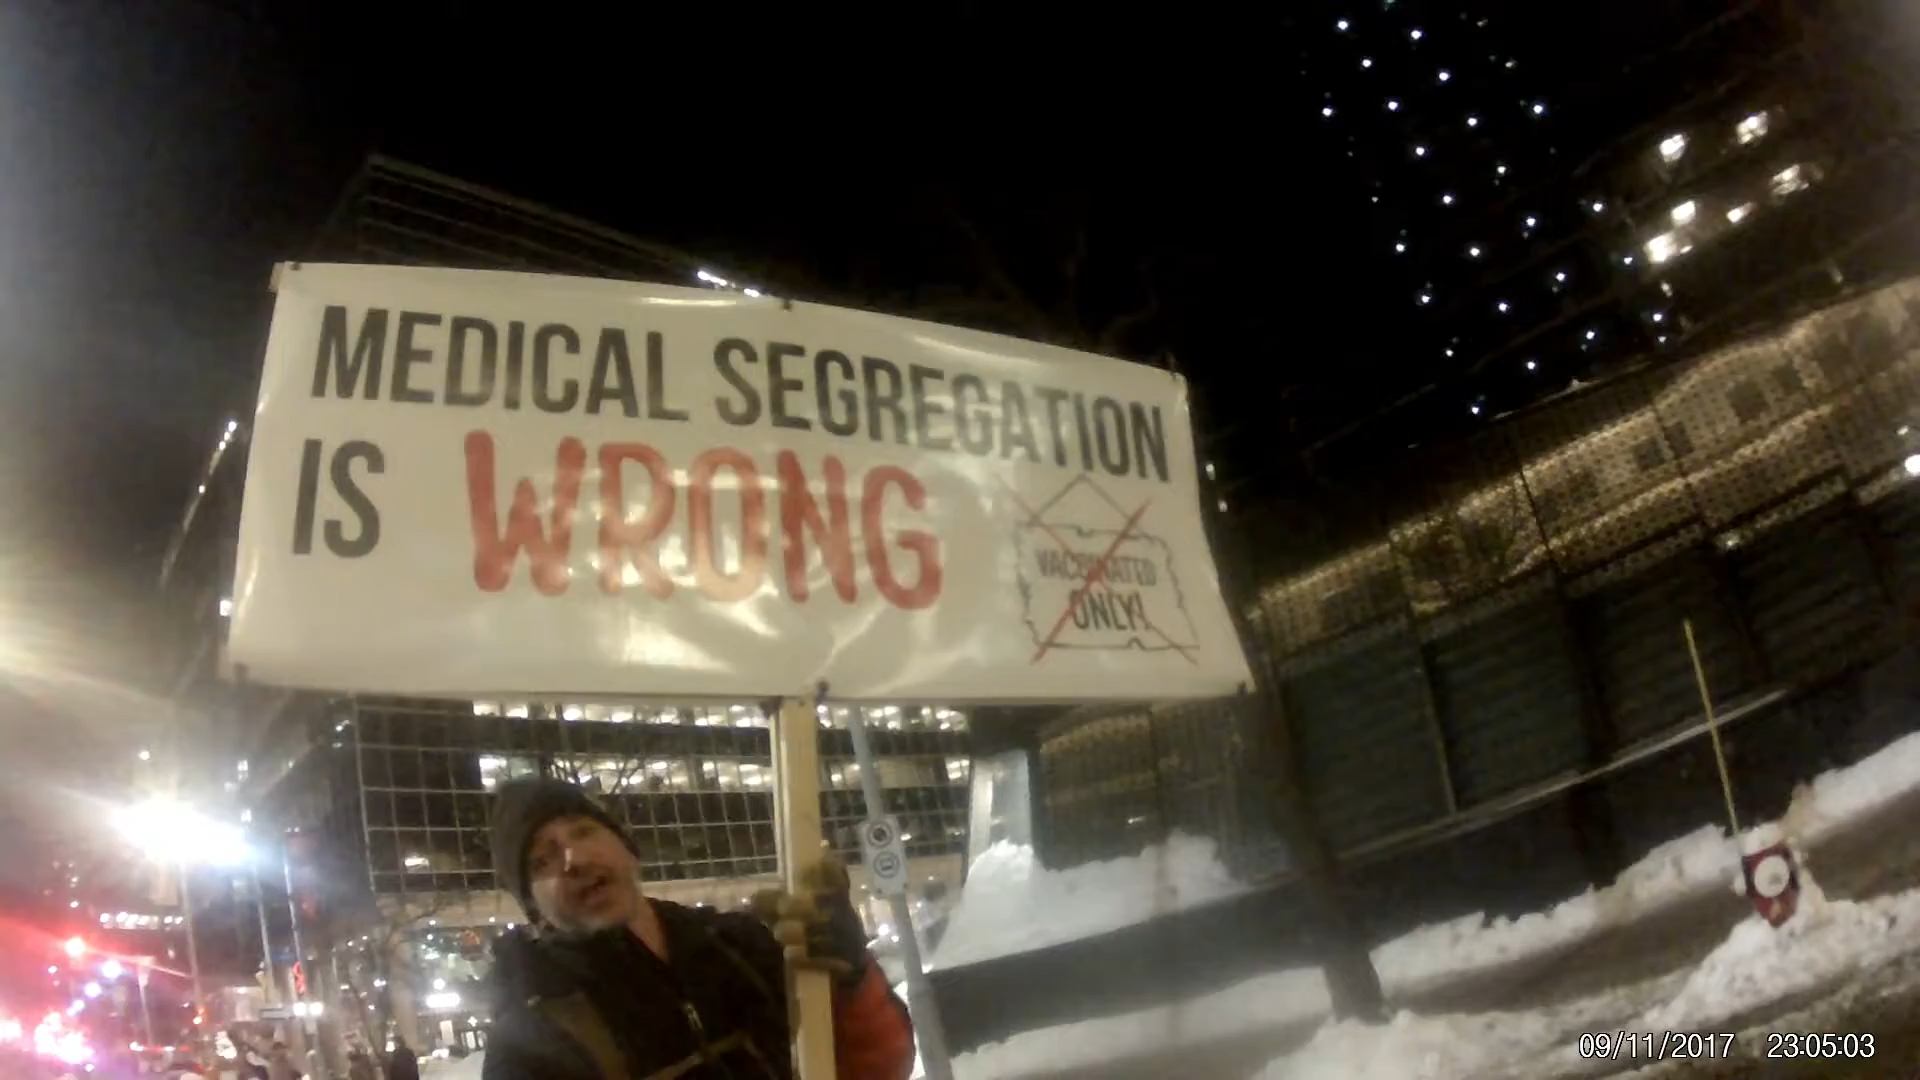 MEDICAL SEGREGATION
IS WRONG
VACCINATED
ONLY!
09/11/2017 23:05:03